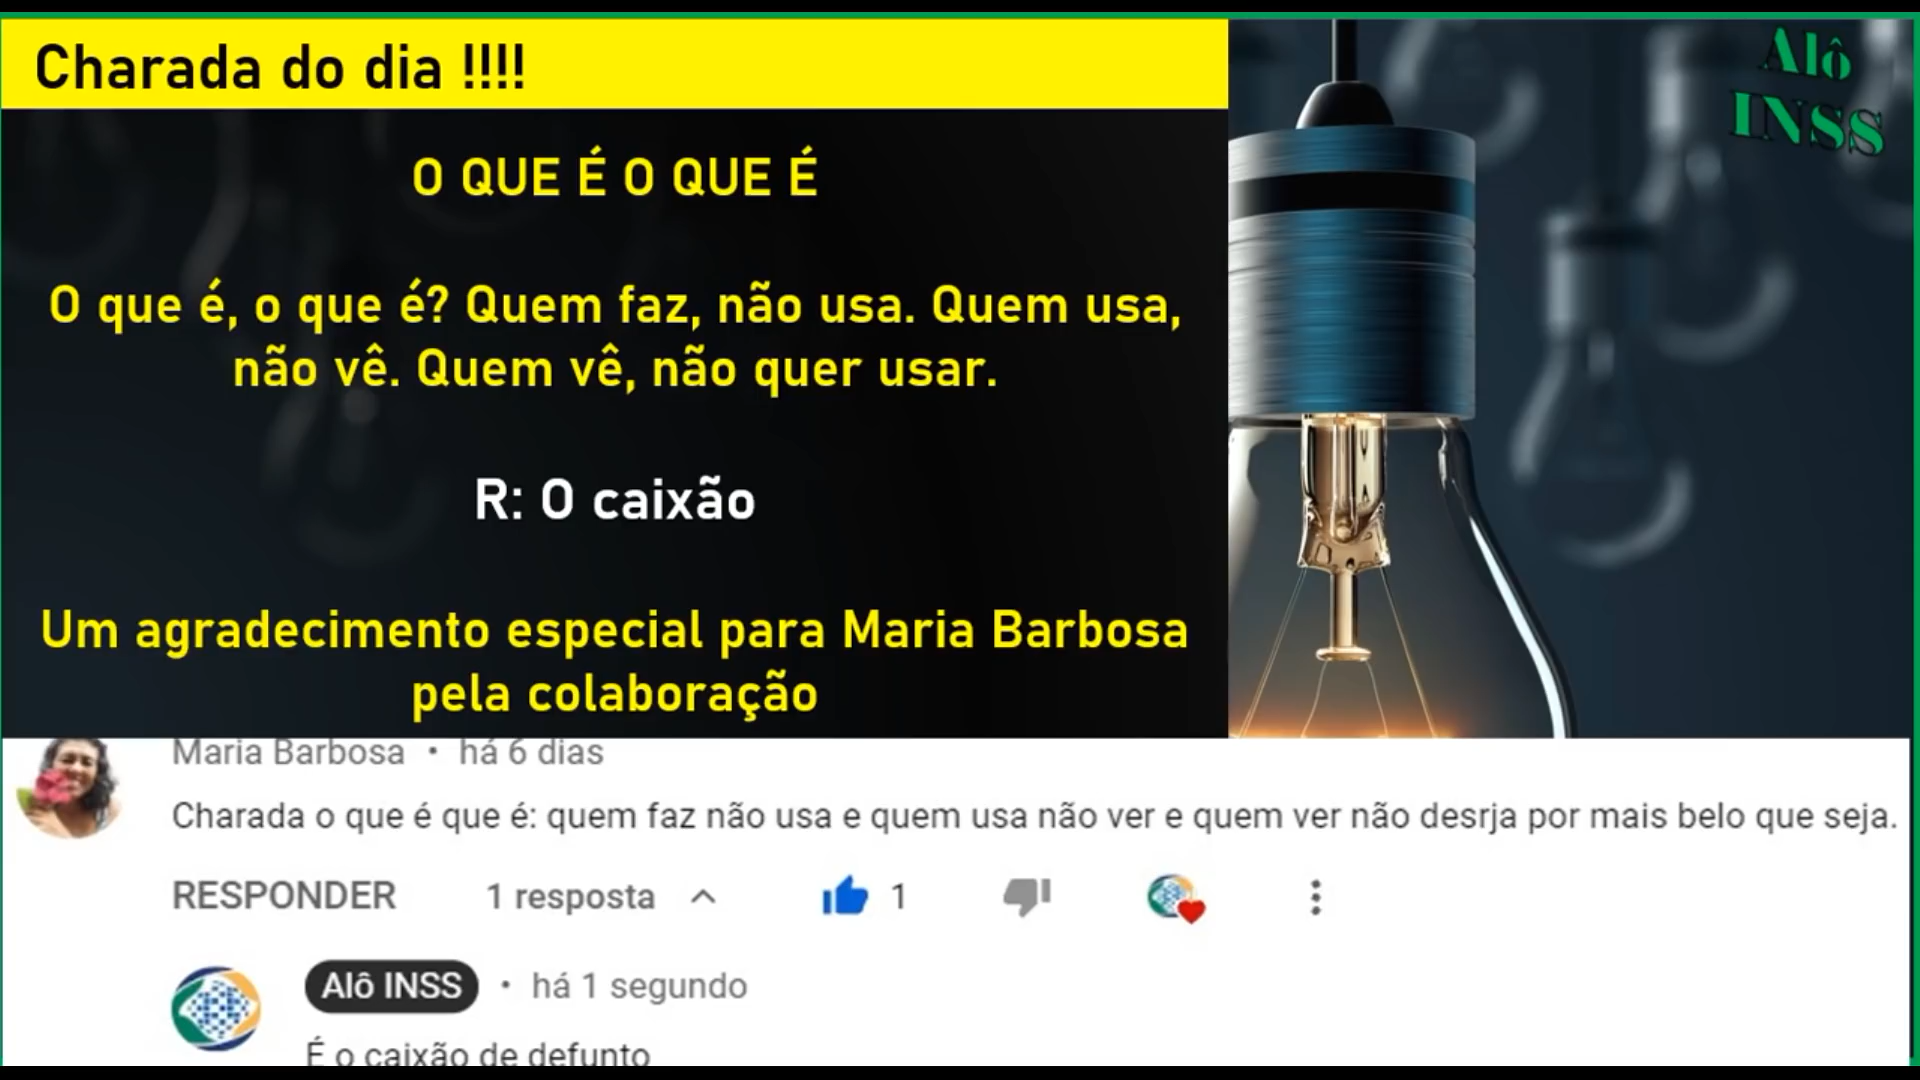 Charada do dia !!!!
Alô
INSS
O QUE É O QUE É
O que é, o que é? Quem faz, não usa. Quem usa,
não vê. Quem vê, não quer usar.
R: O caixão
Um agradecimento especial para Maria Barbosa
pela colaboração
Maria Barbosa • há 6 dias
Charada o que é que é: quem faz não usa e quem usa não ver e quem ver não desrja por mais belo que seja.
RESPONDER 1 resposta 1
Alô INSS • há 1 segundo
É o caixão de defunto